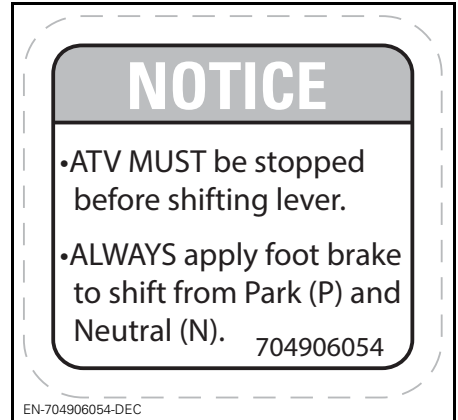 NOTICE
•ATV MUST be stopped
before shifting lever.
•ALWAYS apply foot brake
to shift from Park (P) and
Neutral (N).
704906054
EN-704906054-DEC